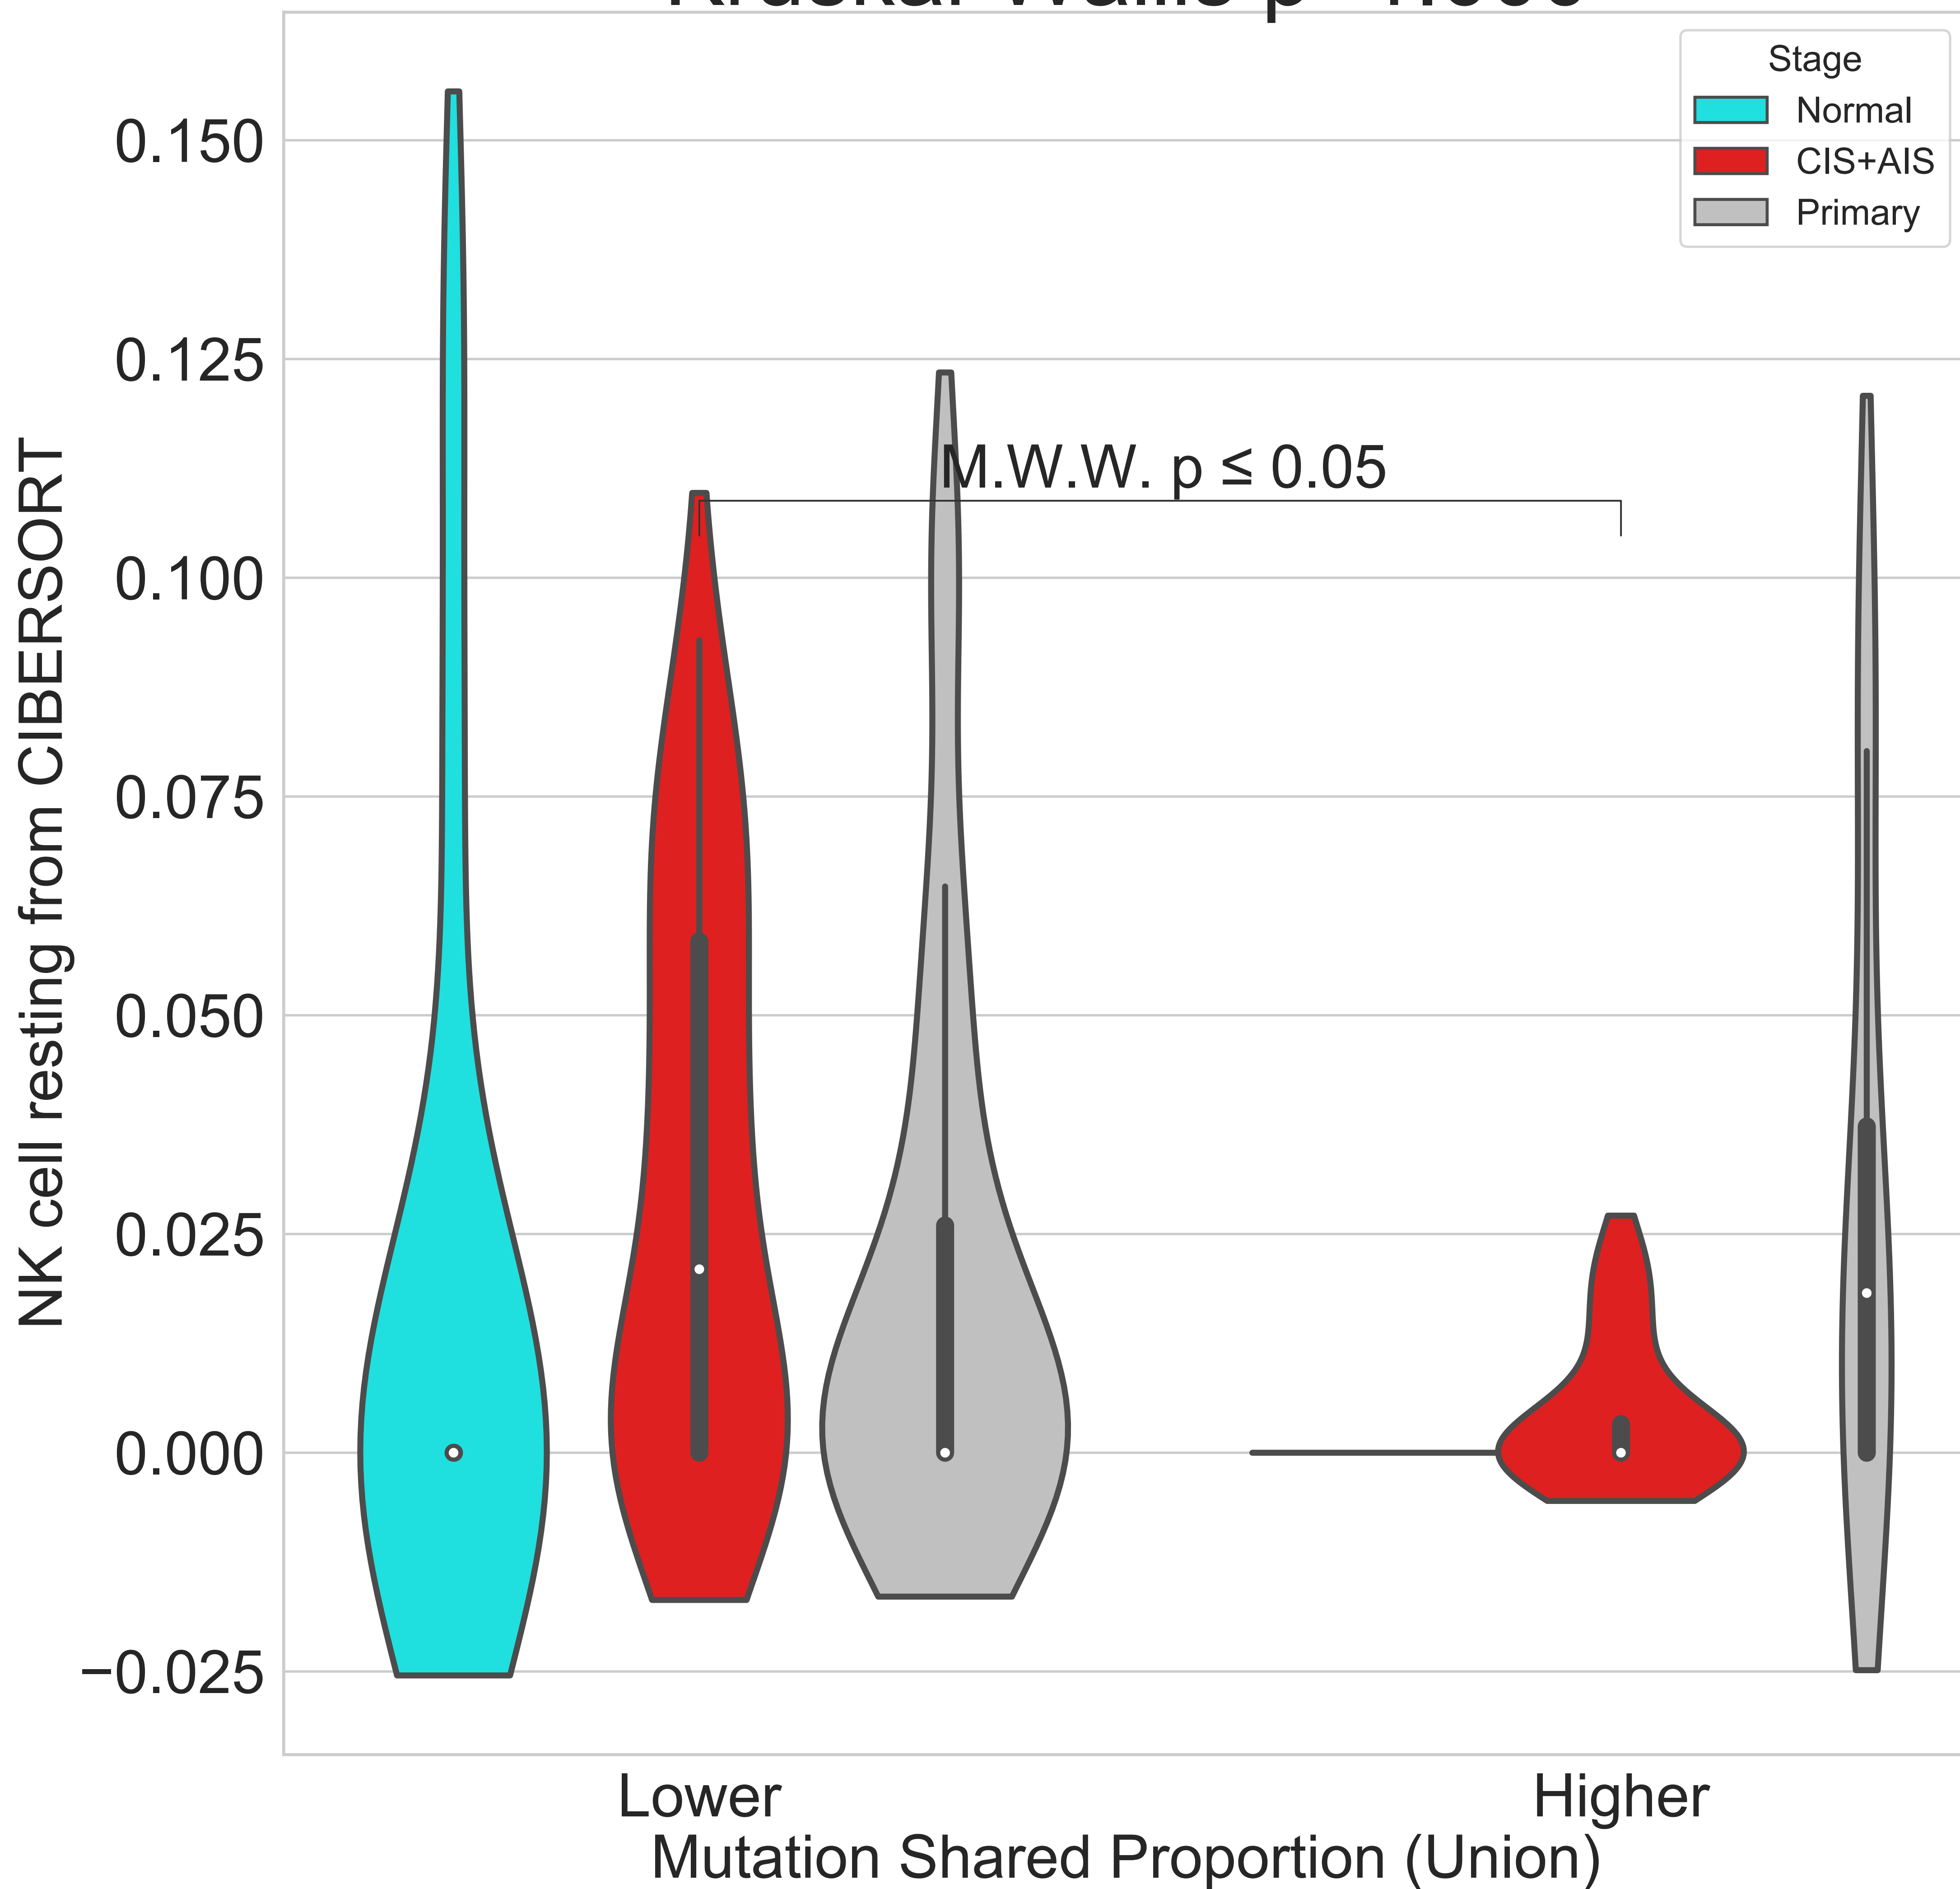 Stage
Normal
CIS+AIS
Primary
0.150
0.125
0.100
0.075
0.050
0.025
0.000
−0.025
NK cell resting from CIBERSORT
M.W.W. p ≤ 0.05
Lower
Higher
Mutation Shared Proportion (Union)